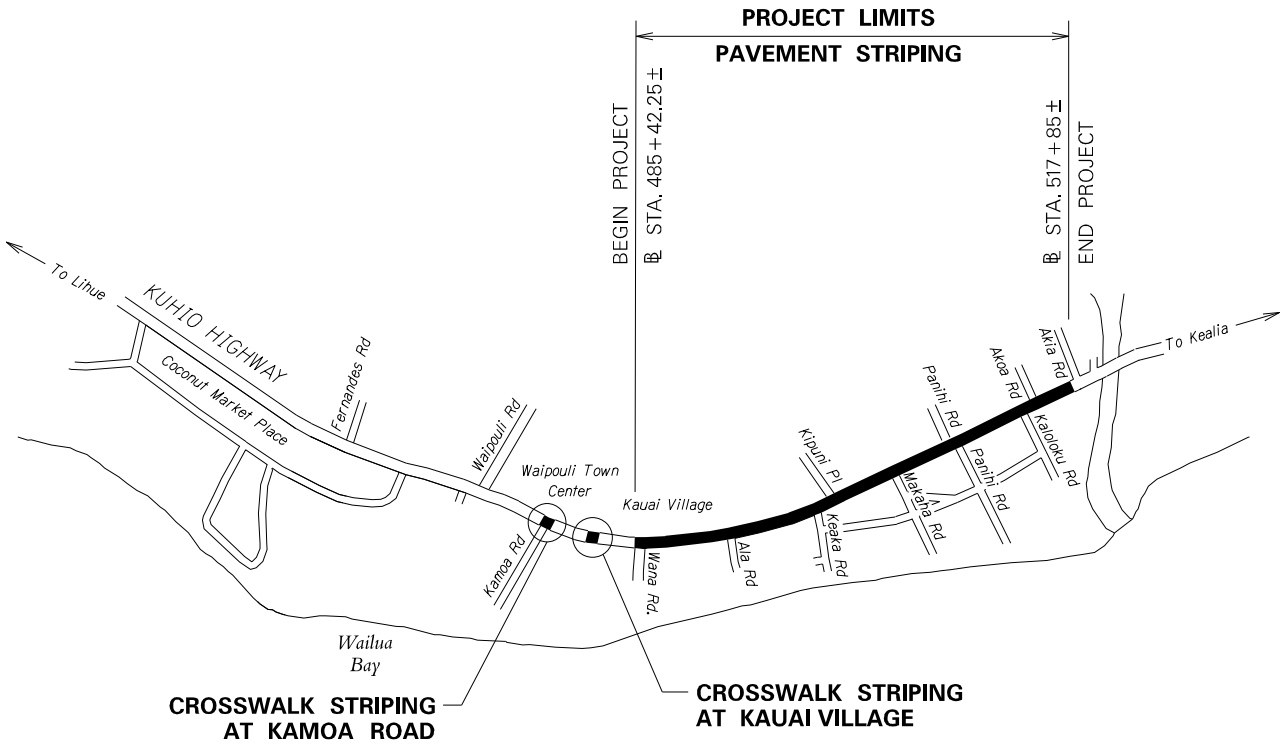 PROJECT LIMITS
PAVEMENT STRIPING
BEGIN PROJECT
℄ STA. 485+42.25±
℄ STA. 517+85±
END PROJECT
To Lihue
KUHIO HIGHWAY
Coconut Market Place
Fernandes Rd
Waipouli Rd
Waipouli Town
Center
Kauai Village
Kamoa Rd
Wana Rd.
Ala Rd
Kipuni Pl
Keaka Rd
Makaha Rd
Panihi Rd
Panihi Rd
Akoa Rd
Kaloloku Rd
Akia Rd
To Kealia
Wailua
Bay
CROSSWALK STRIPING
AT KAMOA ROAD
CROSSWALK STRIPING
AT KAUAI VILLAGE